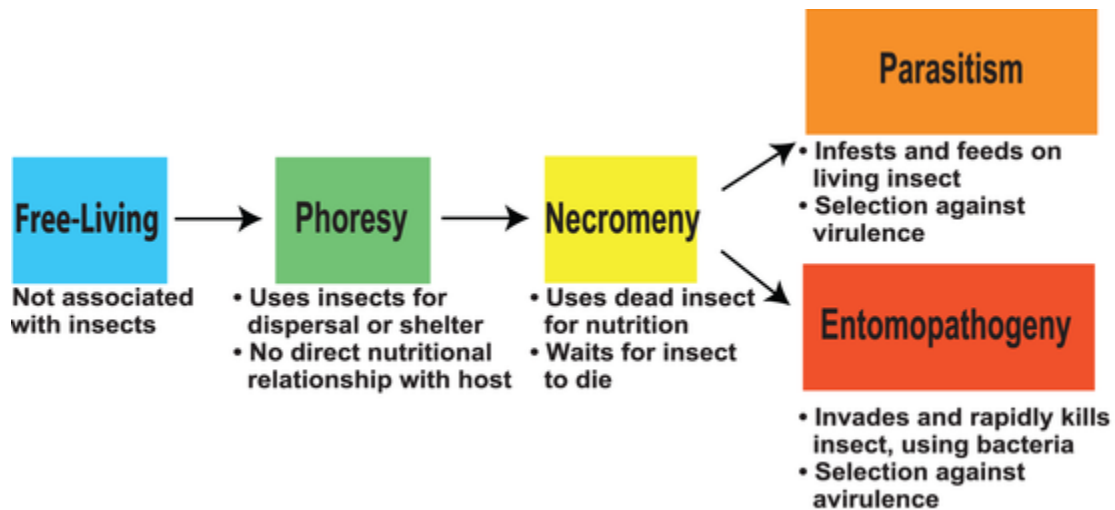 Free-Living
Not associated
with insects
Phoresy
• Uses insects for
dispersal or shelter
• No direct nutritional
relationship with host
Necromeny
• Uses dead insect
for nutrition
• Waits for insect
to die
Parasitism
• Infests and feeds on
living insect
• Selection against
virulence
Entomopathogeny
• Invades and rapidly kills
insect, using bacteria
• Selection against
avirulence